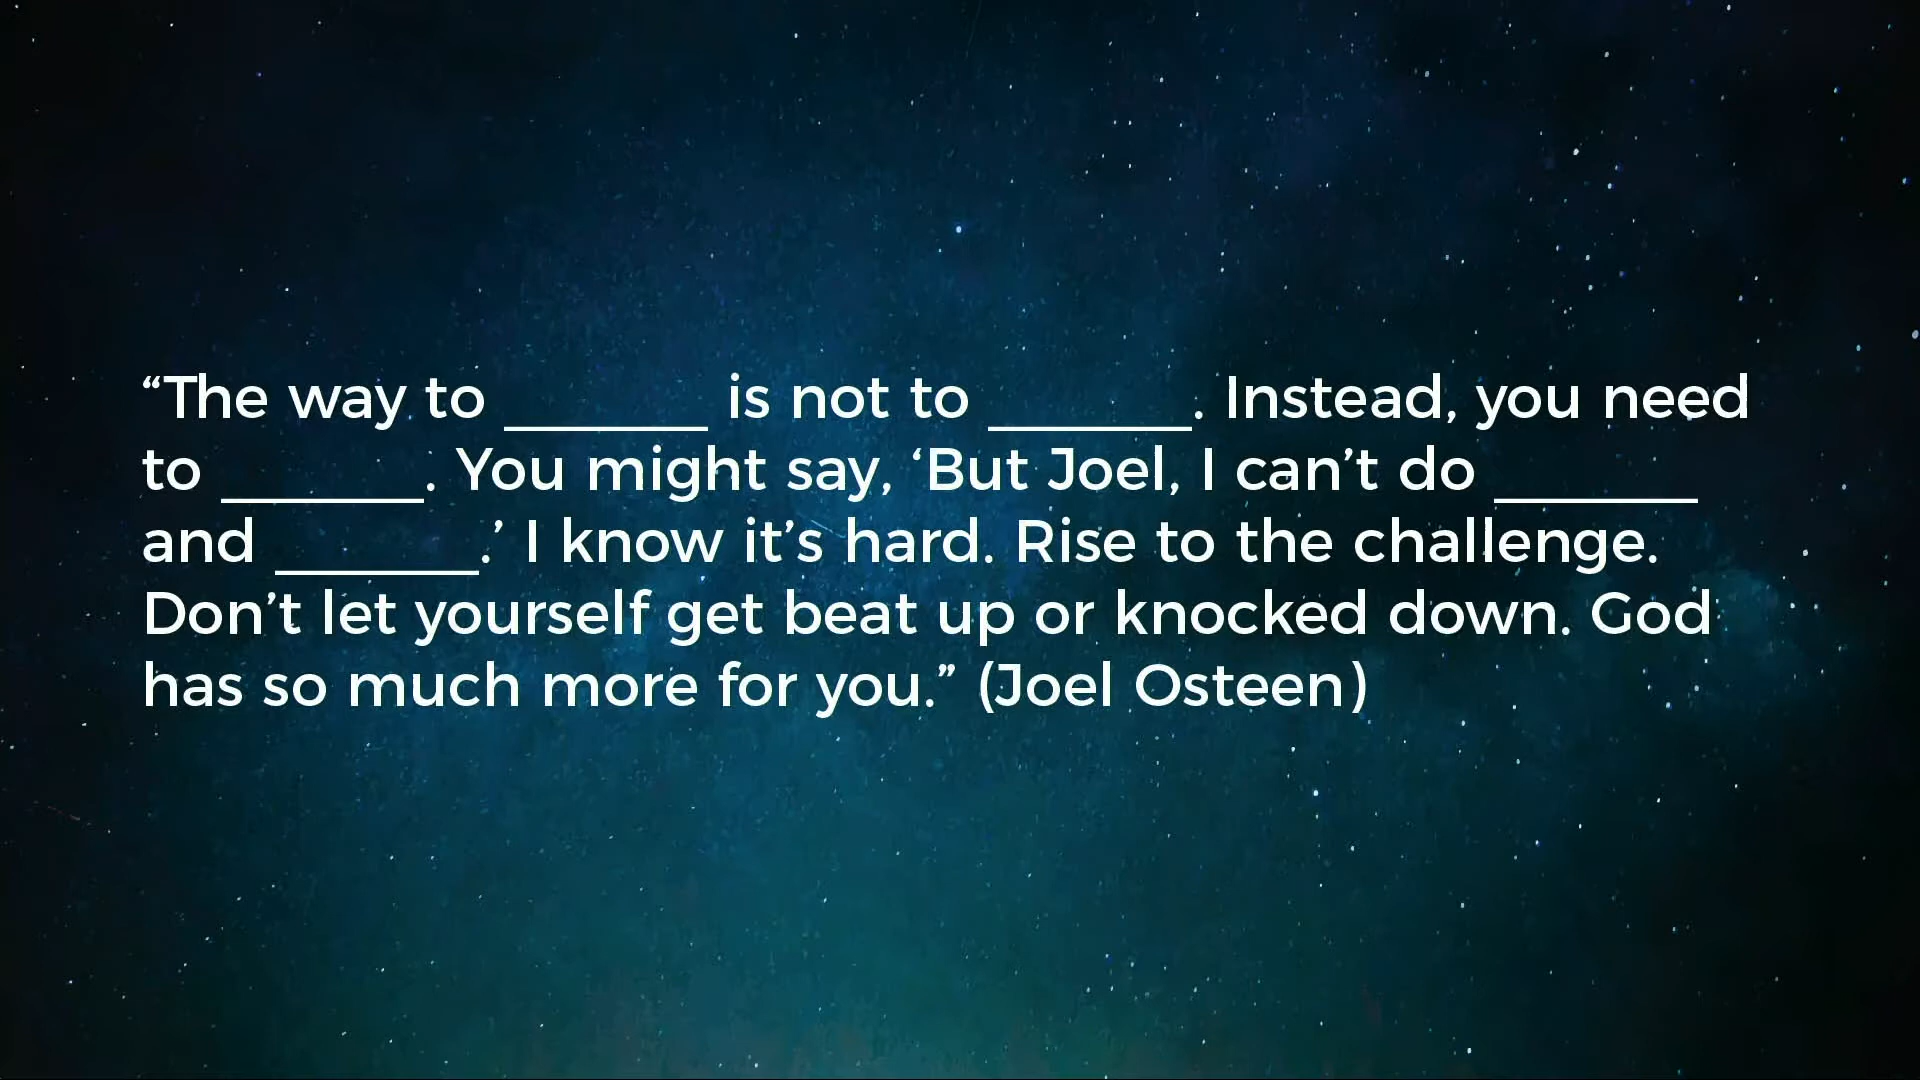 “The way to _______ is not to _______. Instead, you need
to _______. You might say, ‘But Joel, I can’t do _______
and _______.’ I know it’s hard. Rise to the challenge.
Don’t let yourself get beat up or knocked down. God
has so much more for you.” (Joel Osteen)